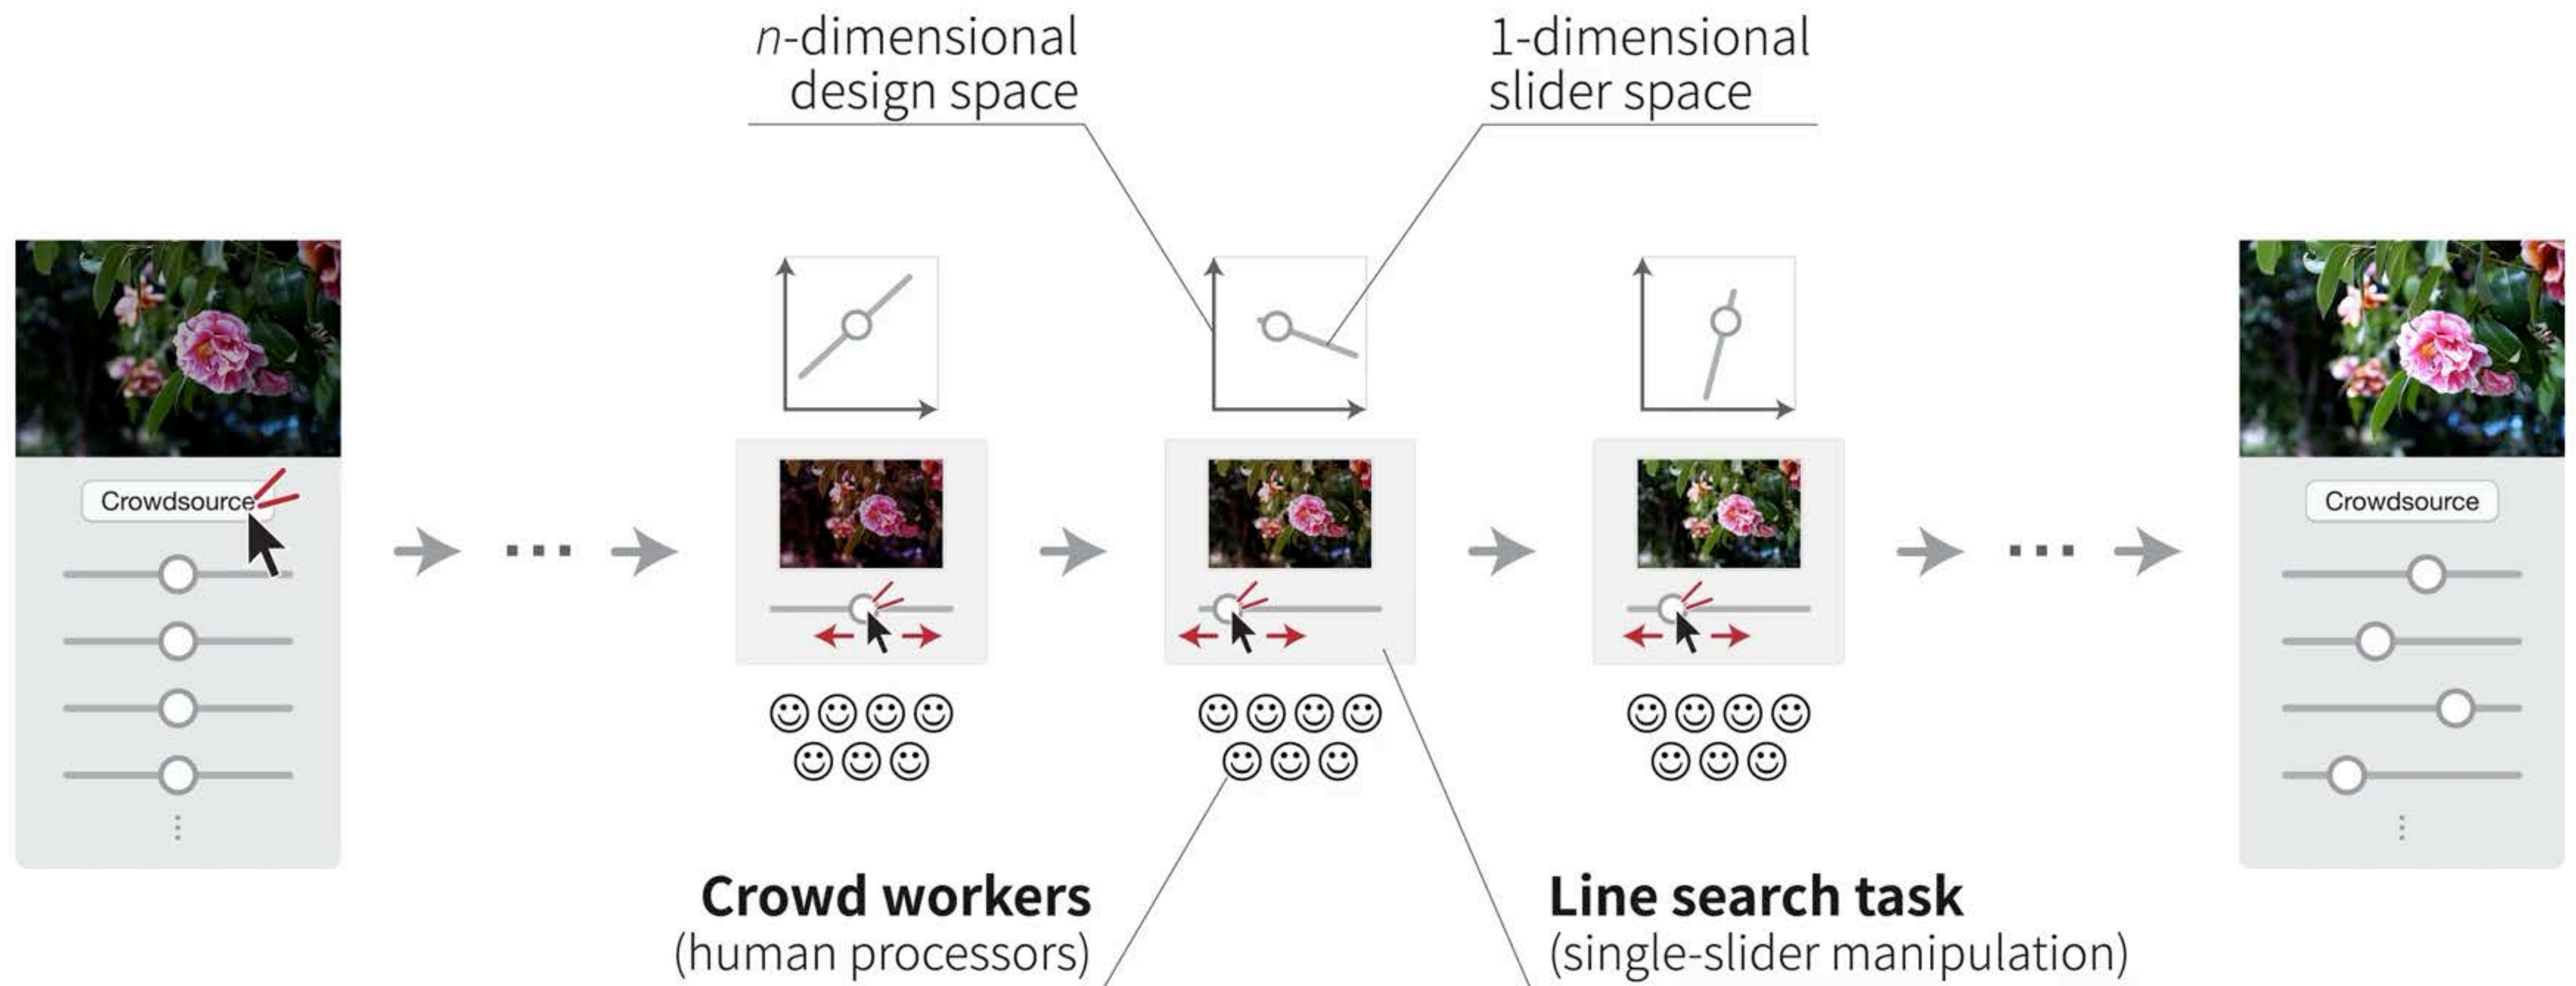 n-dimensional
design space
1-dimensional
slider space
Crowdsource
Crowdsource
Crowd workers
(human processors)
Line search task
(single-slider manipulation)